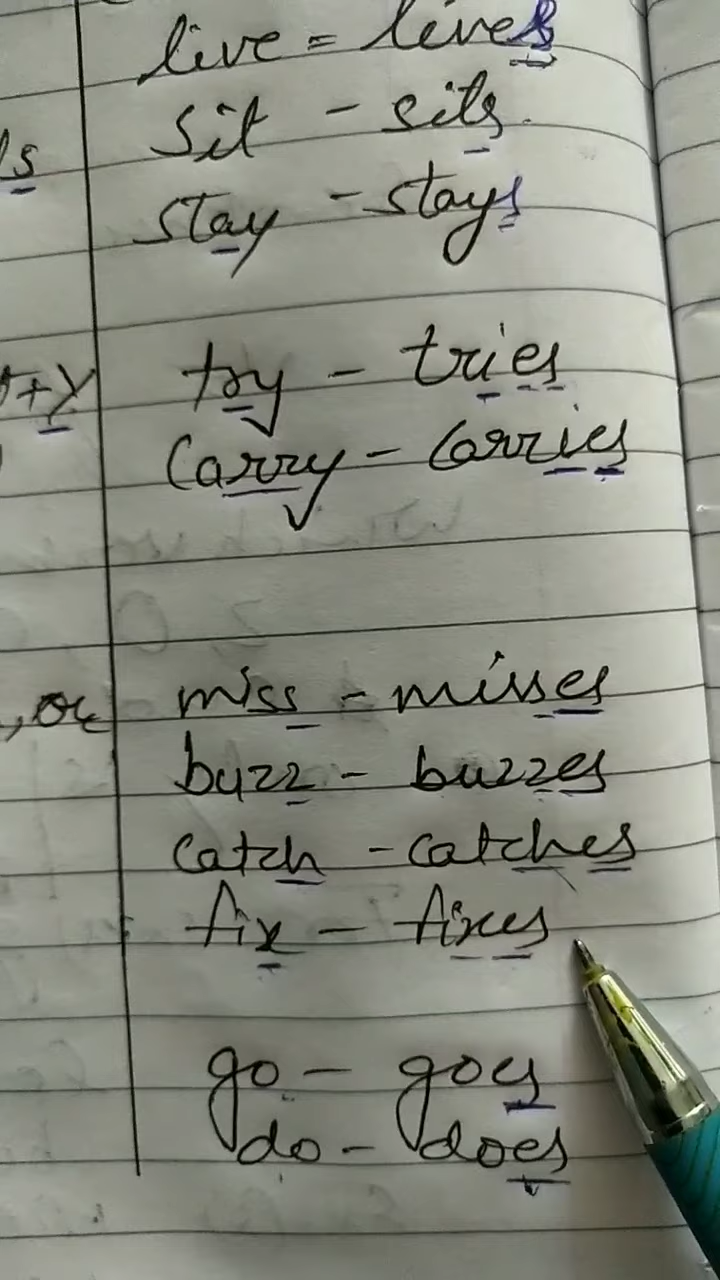 live = lives
sit - sits
s
stay - stays
+y try - tries
carry - carries
miss - misses
, or
buzz - buzzes
catch - catches
fix - fixes
go - goes
do - does